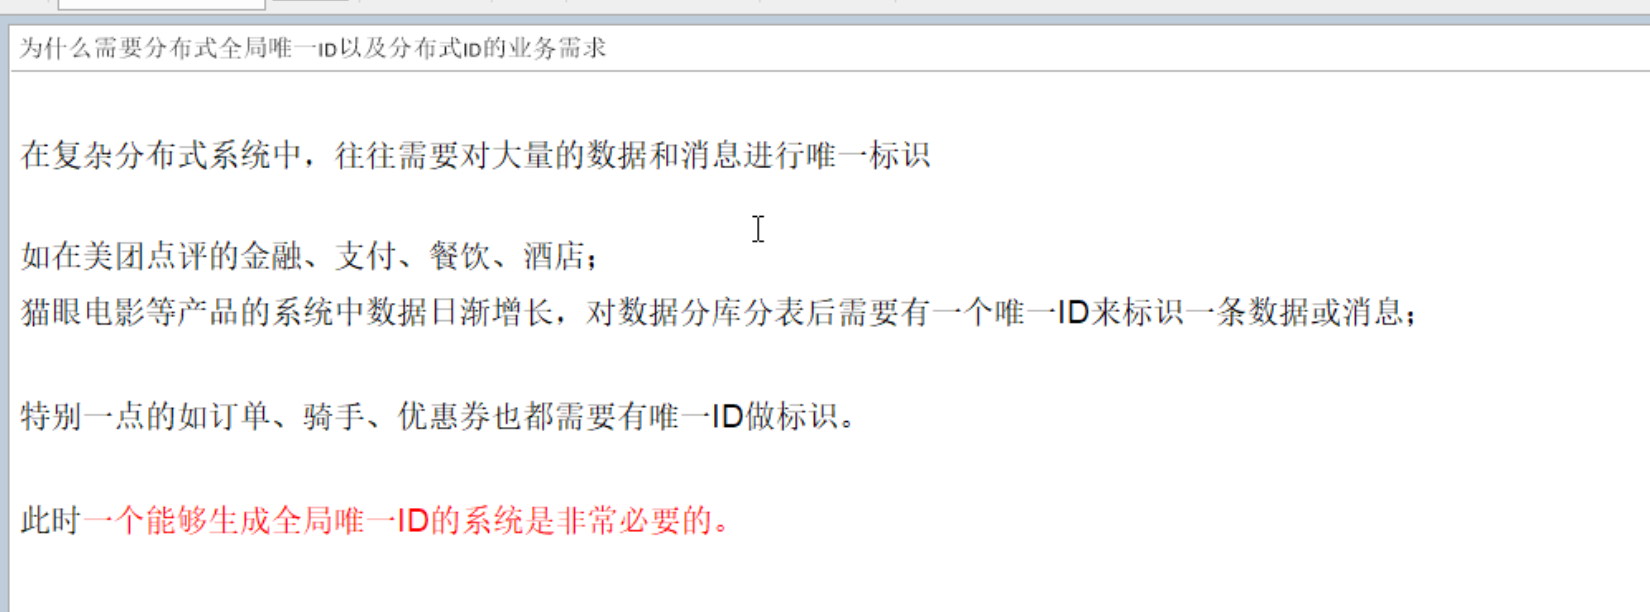 为什么需要分布式全局唯一ID以及分布式ID的业务需求
在复杂分布式系统中，往往需要对大量的数据和消息进行唯一标识
如在美团点评的金融、支付、餐饮、酒店；
猫眼电影等产品的系统中数据日渐增长，对数据分库分表后需要有一个唯一ID来标识一条数据或消息；
特别一点的如订单、骑手、优惠券也都需要有唯一ID做标识。
此时一个能够生成全局唯一ID的系统是非常必要的。